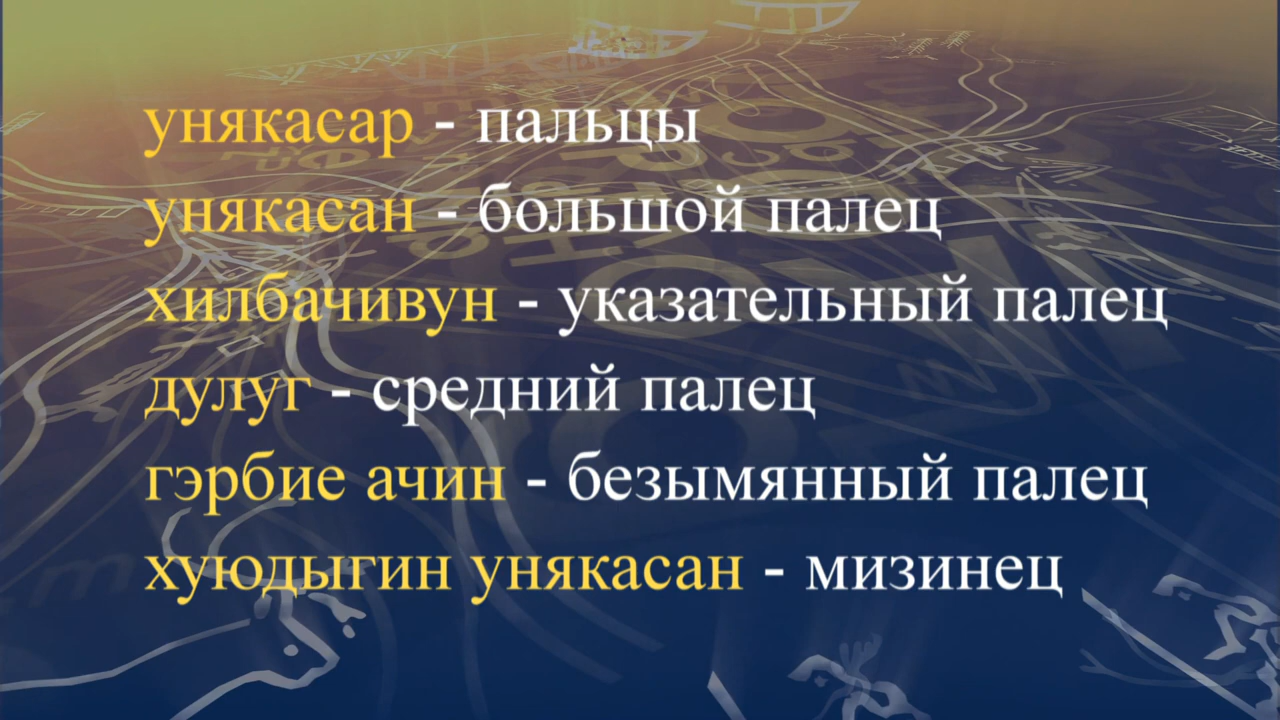 унякасар - пальцы
унякасан - большой палец
хилбачивун - указательный палец
дулуг - средний палец
гэрбие ачин - безымянный палец
хуюдыгин унякасан - мизинец